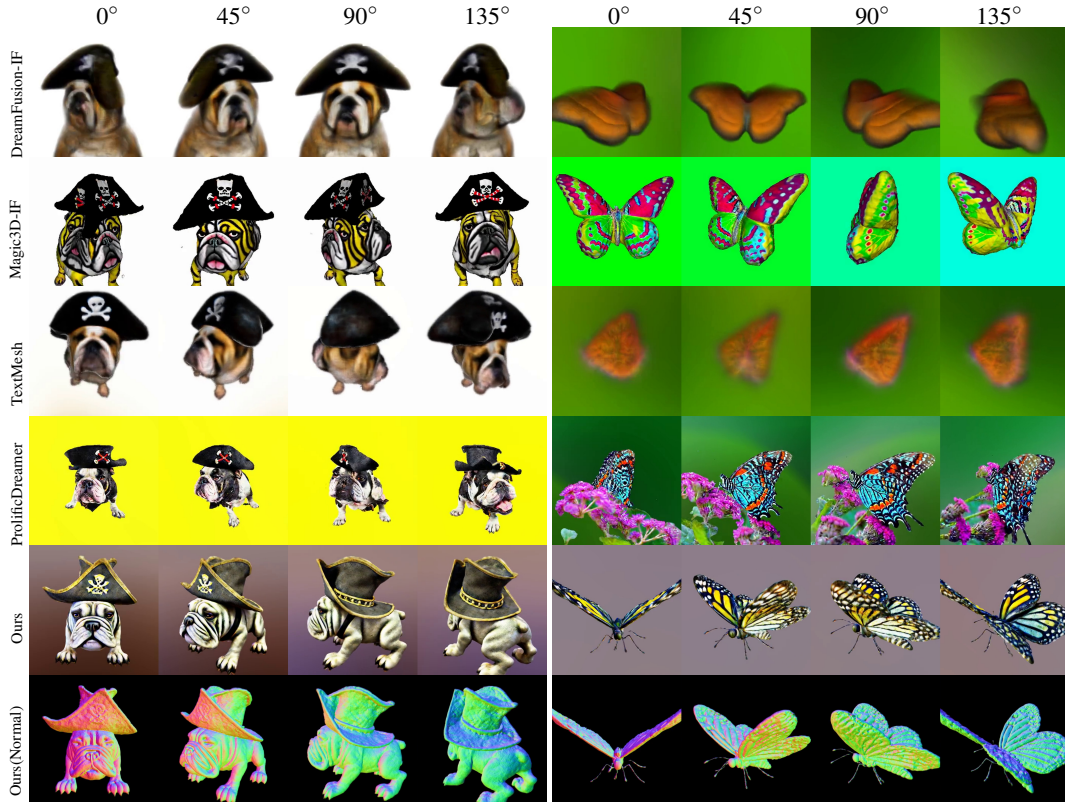 0° 45° 90° 135° 0° 45° 90° 135°
DreamFusion-IF
Magic3D-IF
TextMesh
ProlificDreamer
Ours
Ours(Normal)